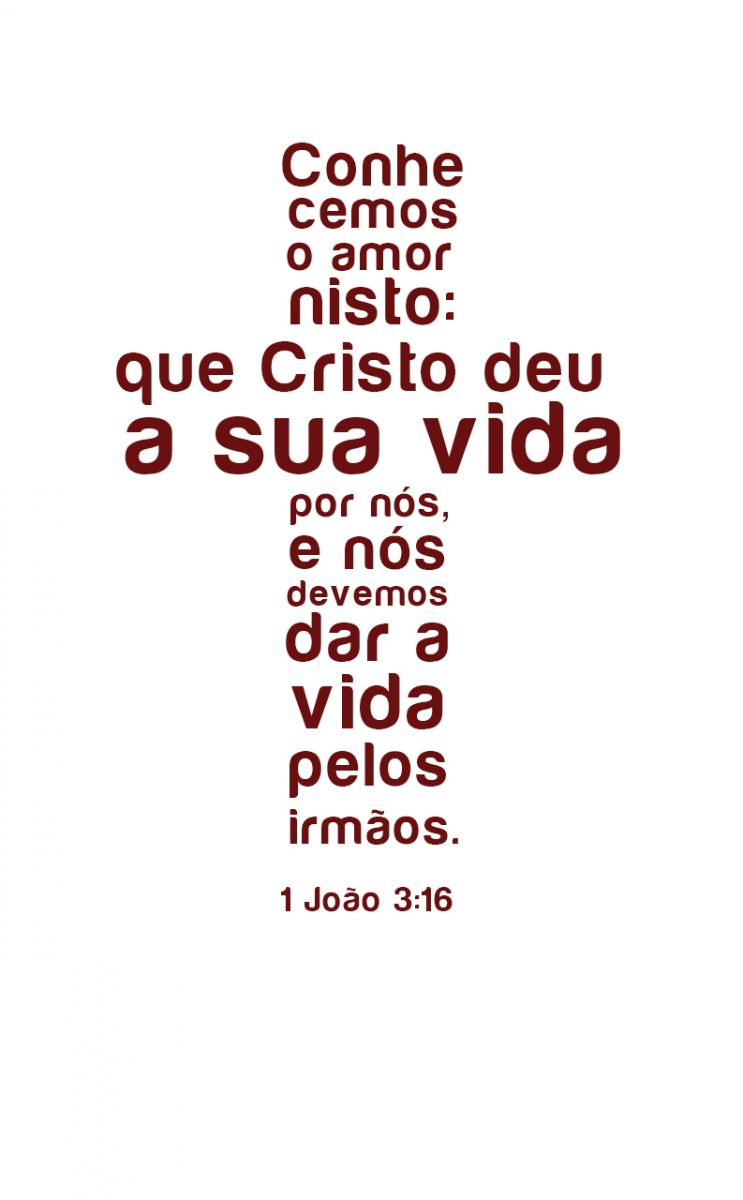 Conhe
cemos
o amor
nisto:
que Cristo deu
a sua vida
por nós,
e nós
devemos
dar a
vida
pelos
irmãos.
1 João 3:16